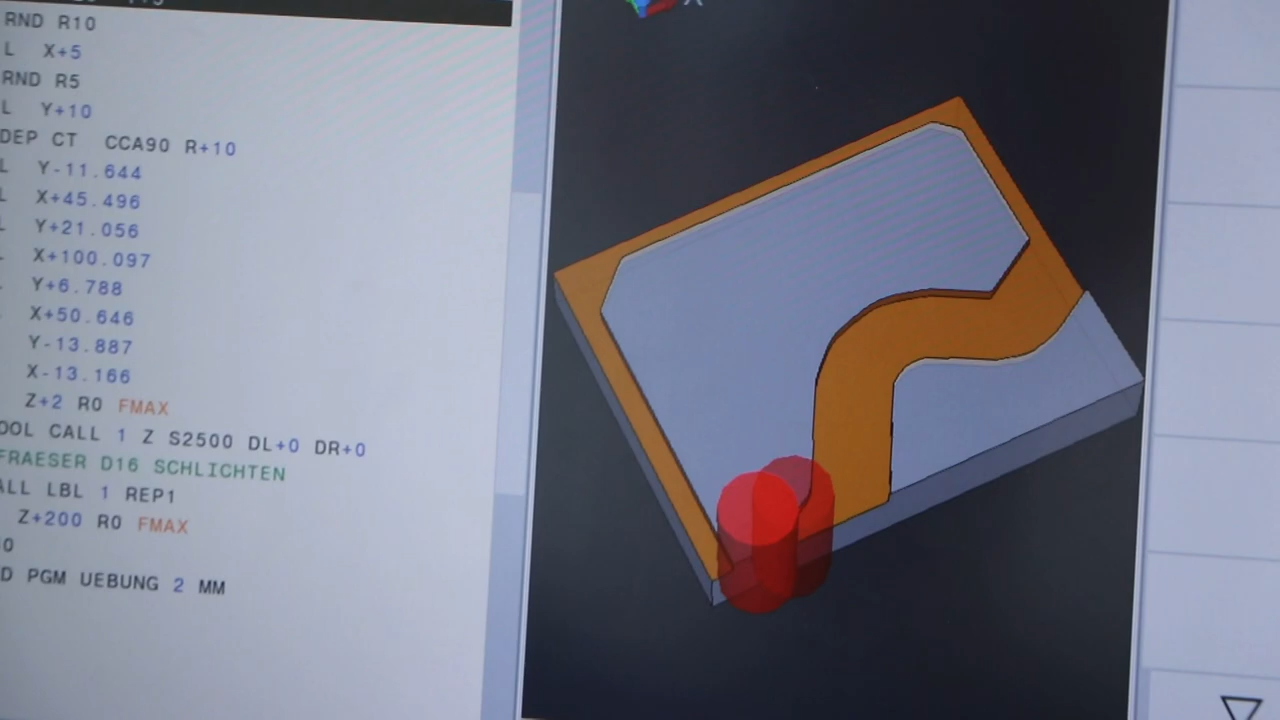 RND R10
L X+5
RND R5
L Y+10
DEP CT CCA90 R+10
L Y-11.644
L X+45.496
L Y+21.056
L X+100.097
Y+6.788
X+50.646
Y-13.887
X-13.166
Z+2 R0 FMAX
OOL CALL 1 Z S2500 DL+0 DR+0
FRAESER D16 SCHLICHTEN
ALL LBL 1 REP1
Z+200 R0 FMAX
0
D PGM UEBUNG 2 MM